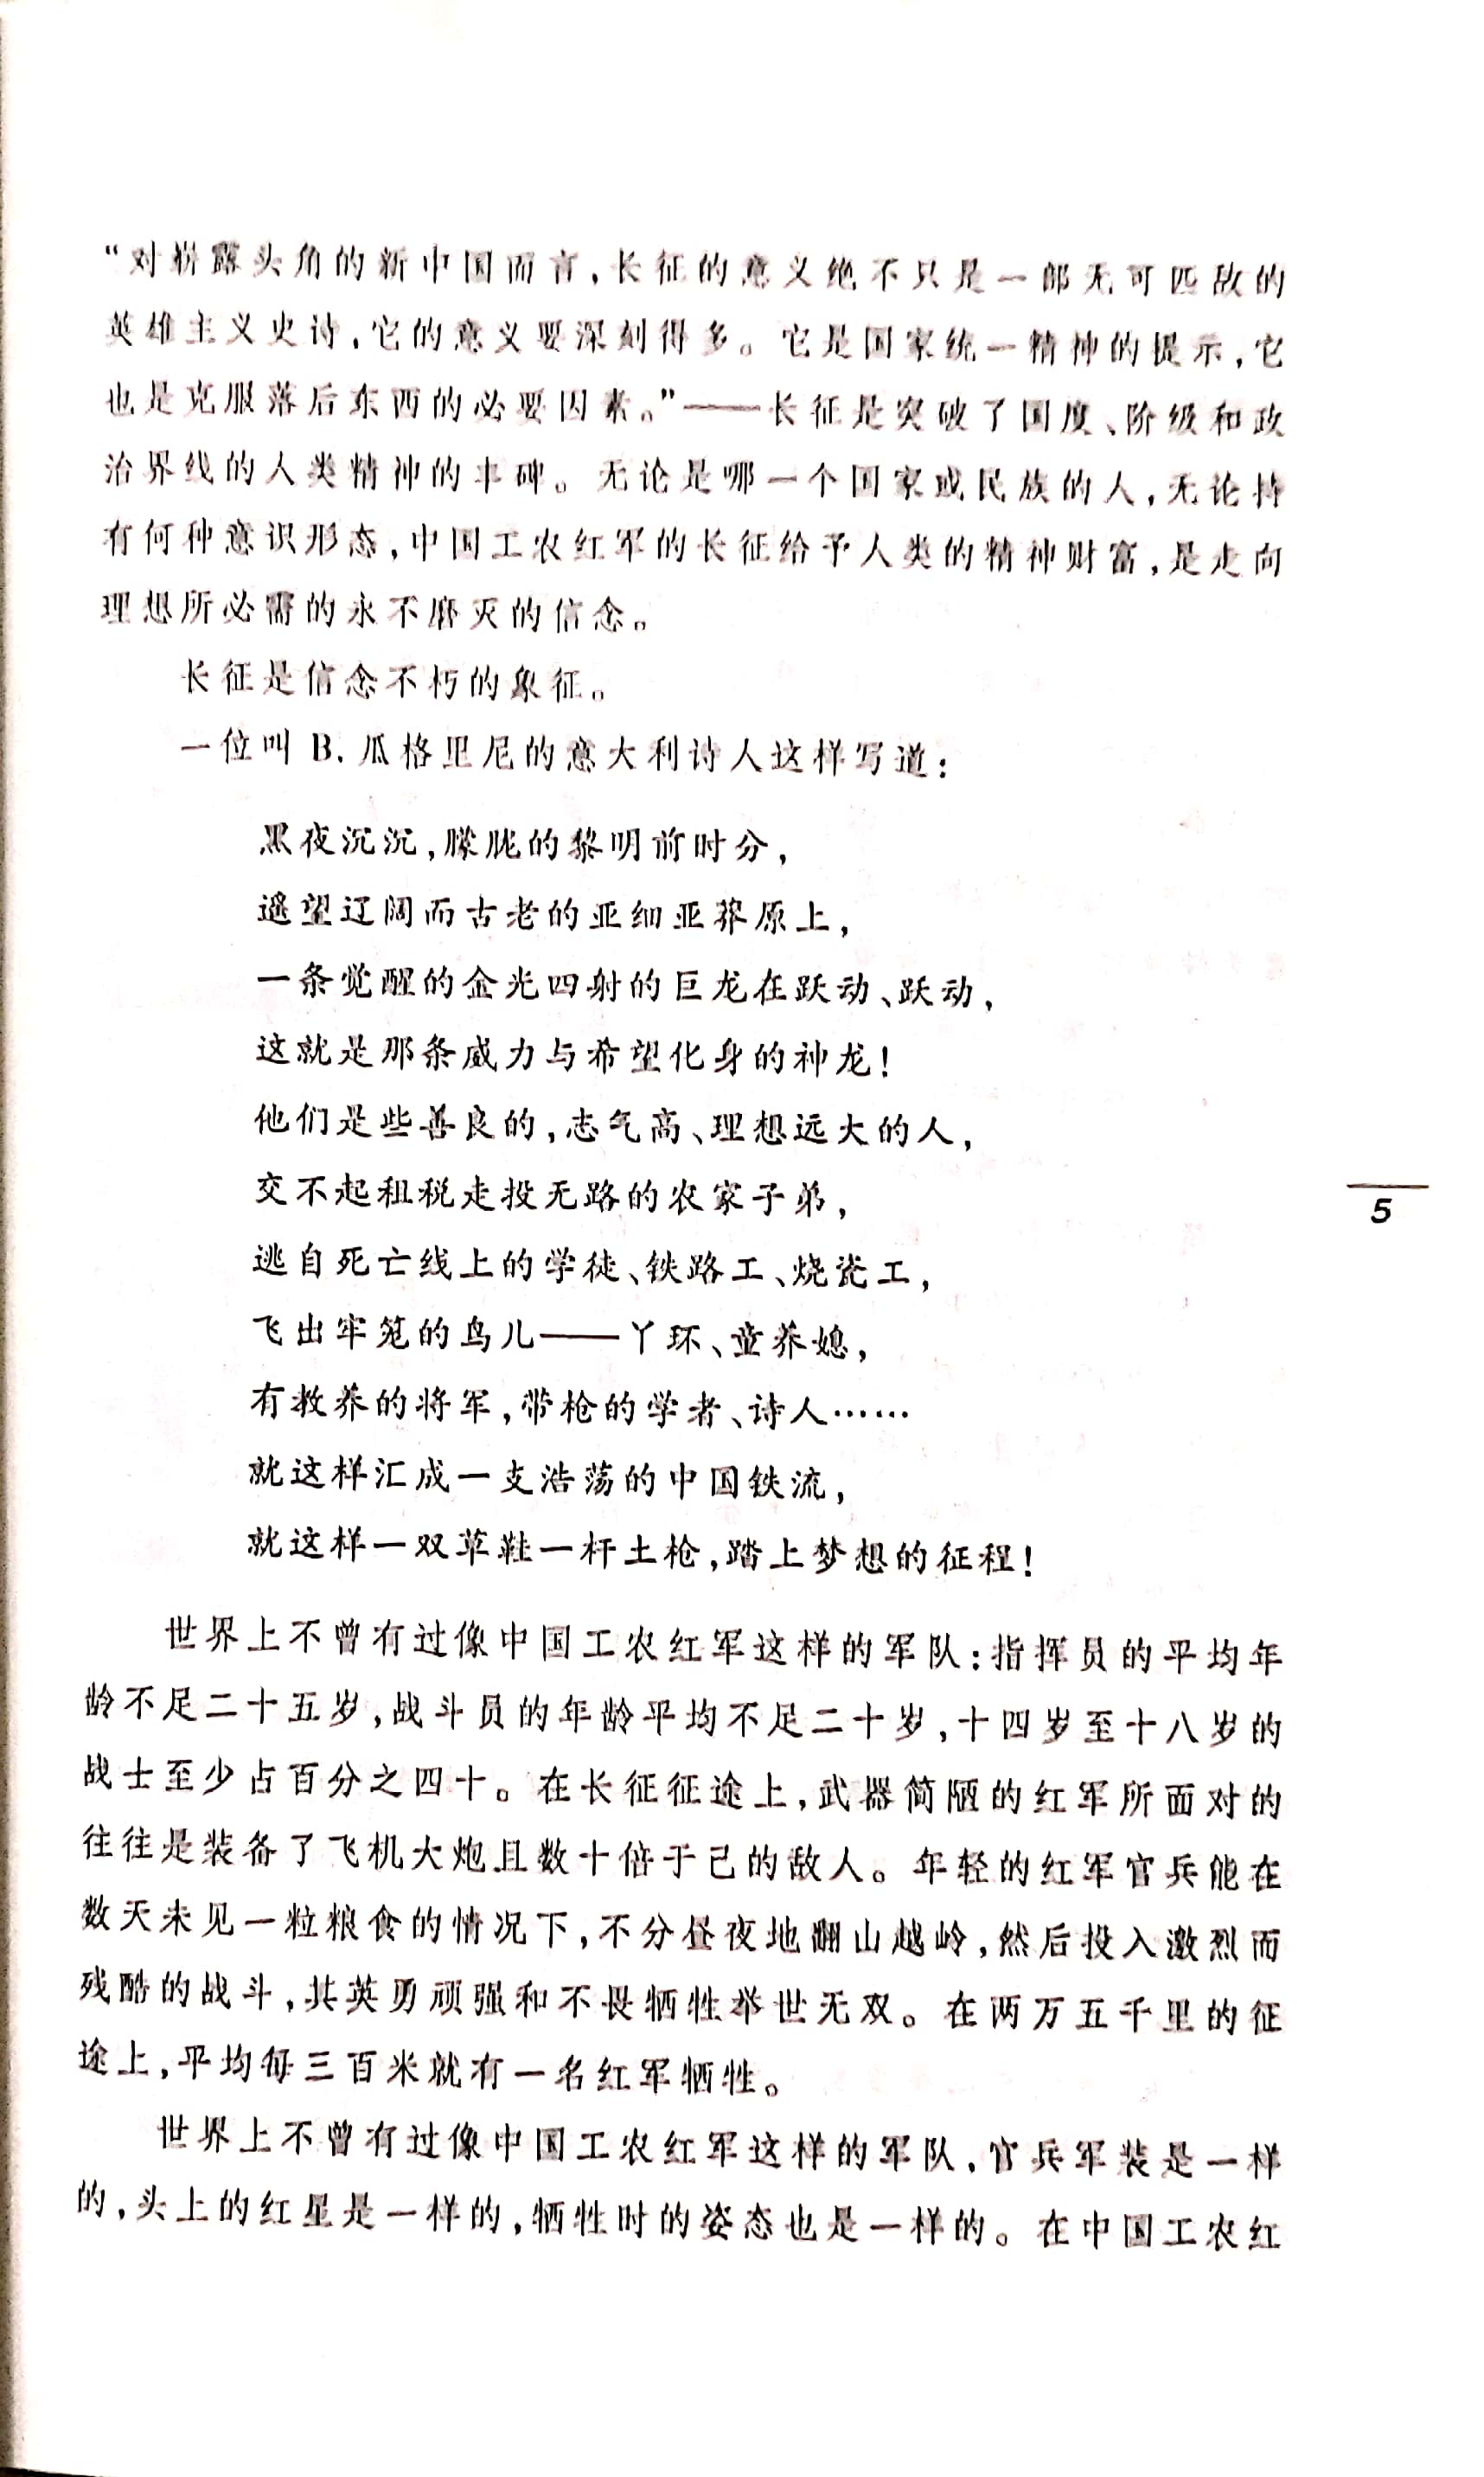 “对崭露头角的新中国而言，长征的意义绝不只是一部无可匹敌的
英雄主义史诗，它的意义要深刻得多。它是国家统一精神的提示，它
也是克服落后东西的必要因素。”——长征是突破了国度、阶级和政
治界线的人类精神的丰碑。无论是哪一个国家或民族的人，无论持
有何种意识形态，中国工农红军的长征给予人类的精神财富，是走向
理想所必需的永不磨灭的信念。
长征是信念不朽的象征。
一位叫 B. 瓜格里尼的意大利诗人这样写道：
黑夜沉沉，朦胧的黎明前时分，
遥望辽阔而古老的亚细亚莽原上，
一条觉醒的金光四射的巨龙在跃动、跃动，
这就是那条威力与希望化身的神龙！
他们是些善良的，志气高、理想远大的人，
交不起租税走投无路的农家子弟，
逃自死亡线上的学徒、铁路工、烧瓷工，
飞出牢笼的鸟儿——丫环、童养媳，
有教养的将军，带枪的学者、诗人……
就这样汇成一支浩荡的中国铁流，
就这样一双草鞋一杆土枪，踏上梦想的征程！
5
世界上不曾有过像中国工农红军这样的军队：指挥员的平均年
龄不足二十五岁，战斗员的年龄平均不足二十岁，十四岁至十八岁的
战士至少占百分之四十。在长征征途上，武器简陋的红军所面对的
往往是装备了飞机大炮且数十倍于己的敌人。年轻的红军官兵能在
数天未见一粒粮食的情况下，不分昼夜地翻山越岭，然后投入激烈而
残酷的战斗，其英勇顽强和不畏牺牲举世无双。在两万五千里的征
途上，平均每三百米就有一名红军牺牲。
世界上不曾有过像中国工农红军这样的军队，官兵军装是一样
的，头上的红星是一样的，牺牲时的姿态也是一样的。在中国工农红